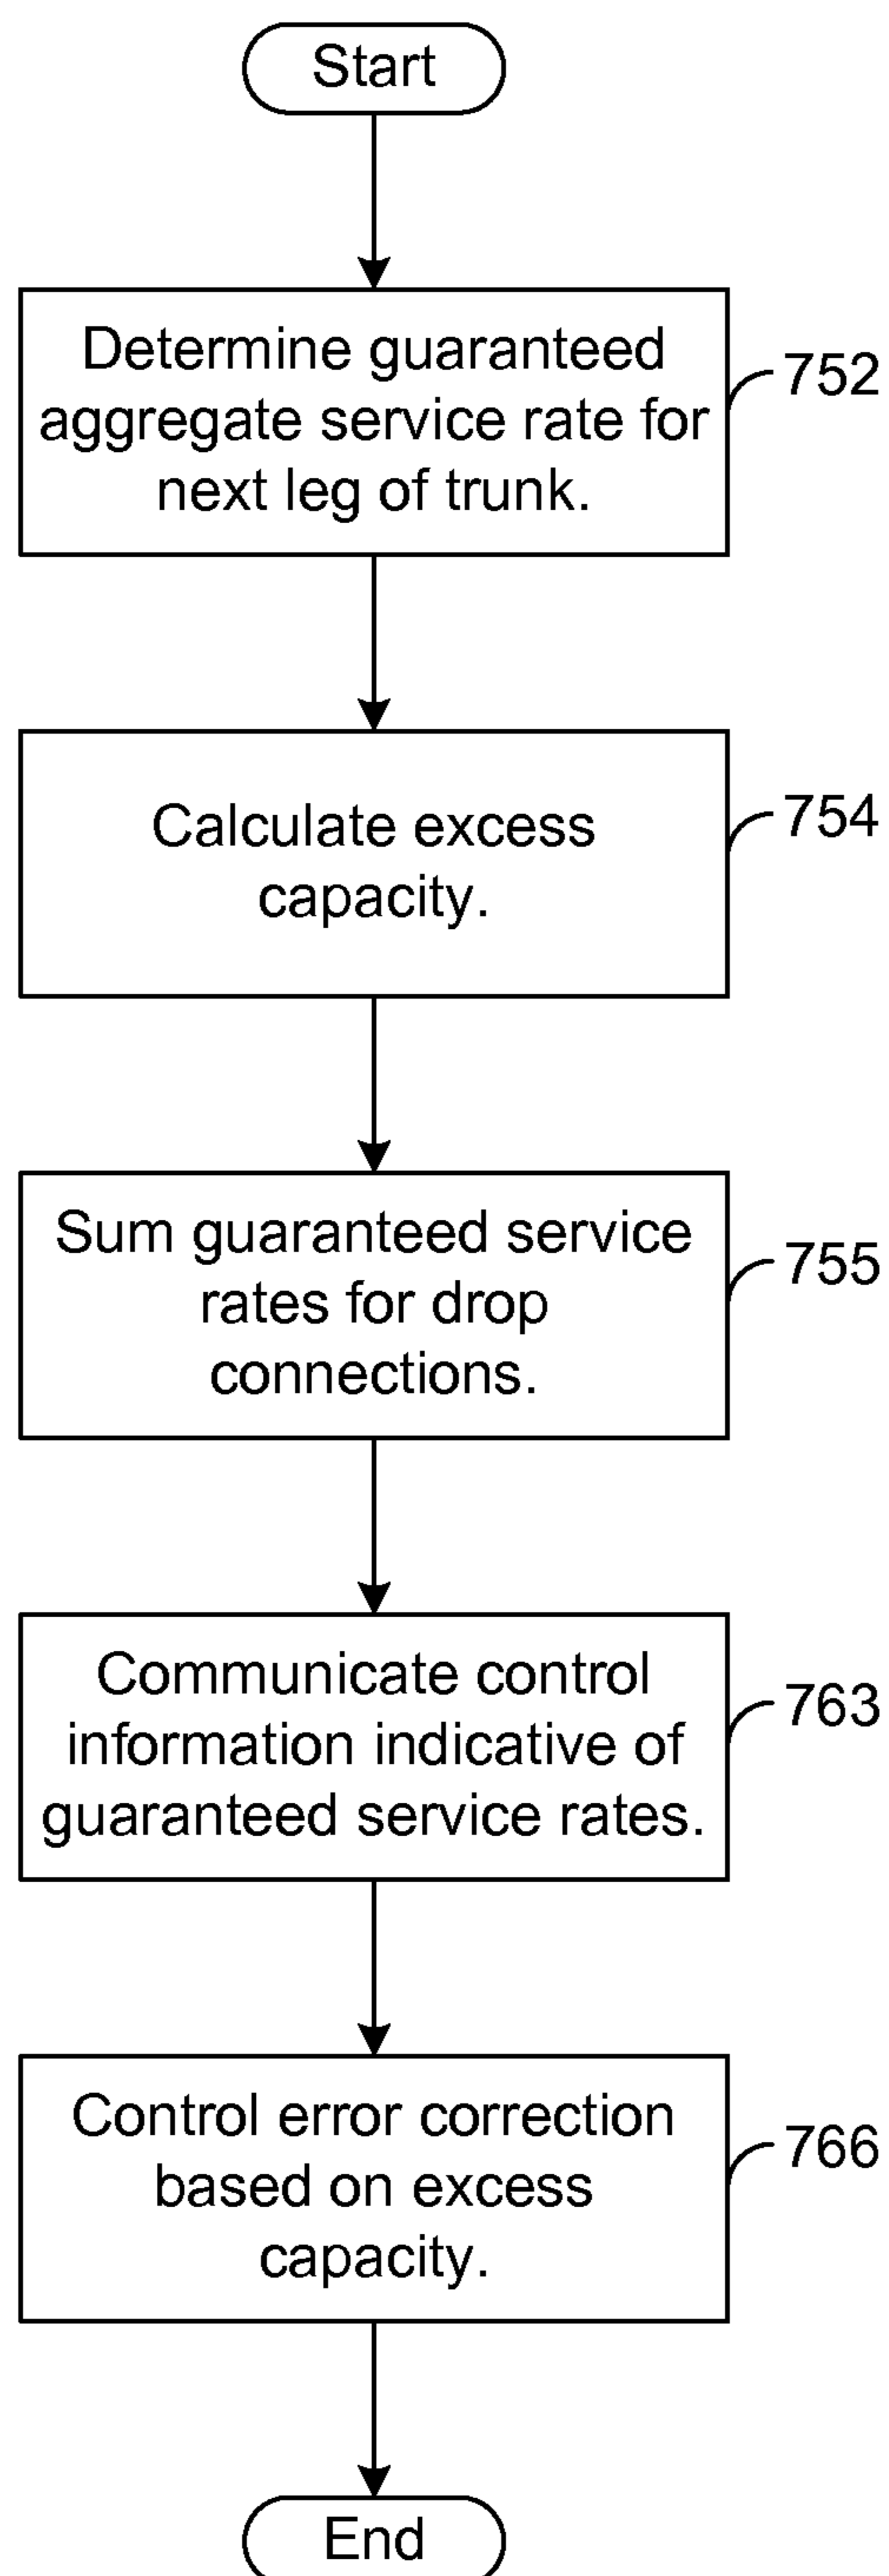 Start
Determine guaranteed
aggregate service rate for
next leg of trunk.
752
Calculate excess
capacity.
754
Sum guaranteed service
rates for drop
connections.
755
Communicate control
information indicative of
guaranteed service rates.
763
Control error correction
based on excess
capacity.
766
End